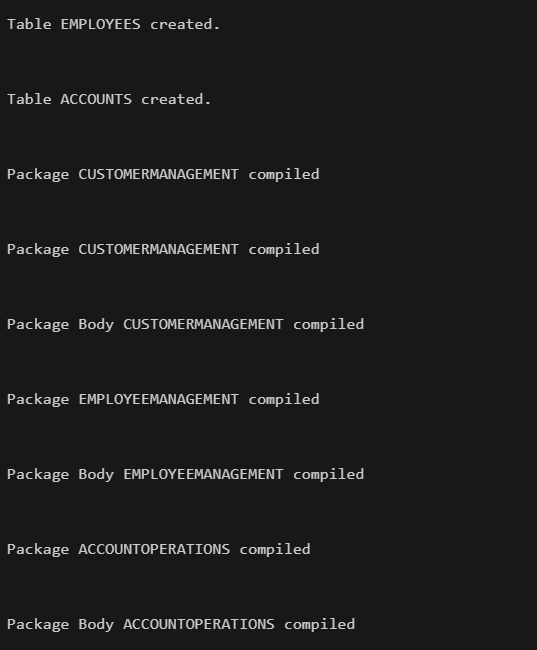 Table EMPLOYEES created.
Table ACCOUNTS created.
Package CUSTOMERMANAGEMENT compiled
Package CUSTOMERMANAGEMENT compiled
Package Body CUSTOMERMANAGEMENT compiled
Package EMPLOYEEMANAGEMENT compiled
Package Body EMPLOYEEMANAGEMENT compiled
Package ACCOUNTOPERATIONS compiled
Package Body ACCOUNTOPERATIONS compiled